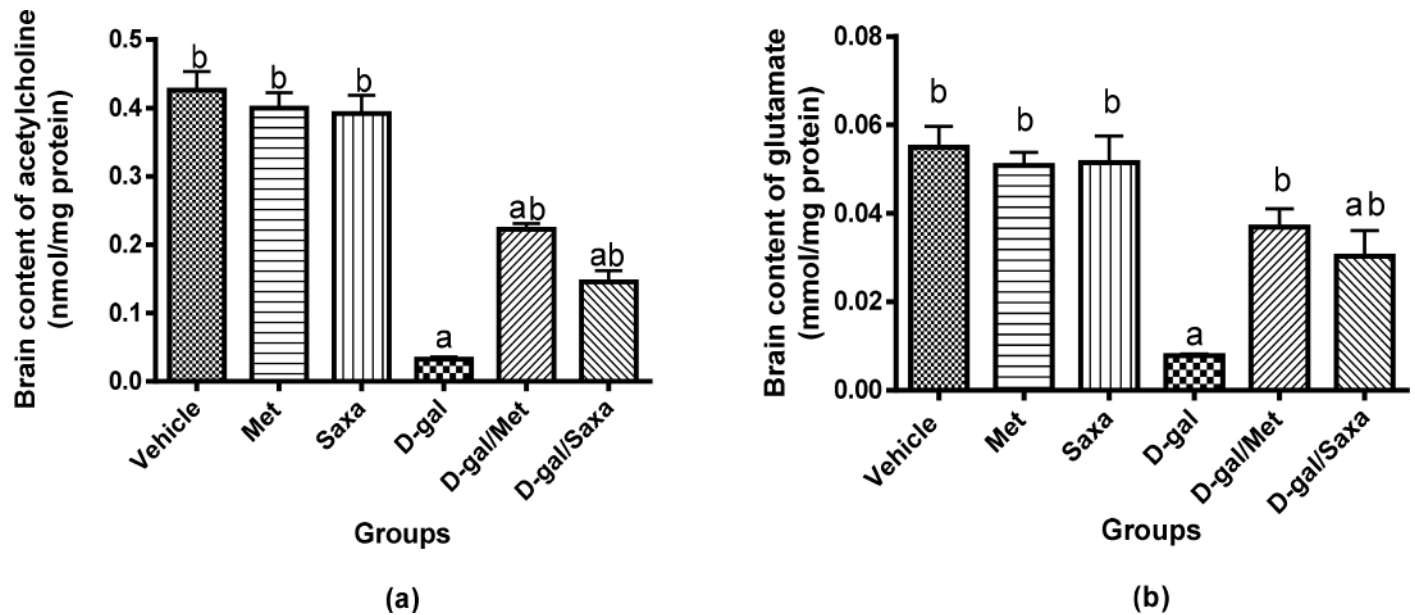 Brain content of acetylcholine
(nmol/mg protein)
0.5
0.4
0.3
0.2
0.1
0.0
b
b
b
a
ab
ab
Vehicle
Met
Saxa
D-gal
D-gal/Met
D-gal/Saxa
Groups
(a)
Brain content of glutamate
(mmol/mg protein)
0.08
0.06
0.04
0.02
0.00
b
b
b
a
b
ab
Vehicle
Met
Saxa
D-gal
D-gal/Met
D-gal/Saxa
Groups
(b)